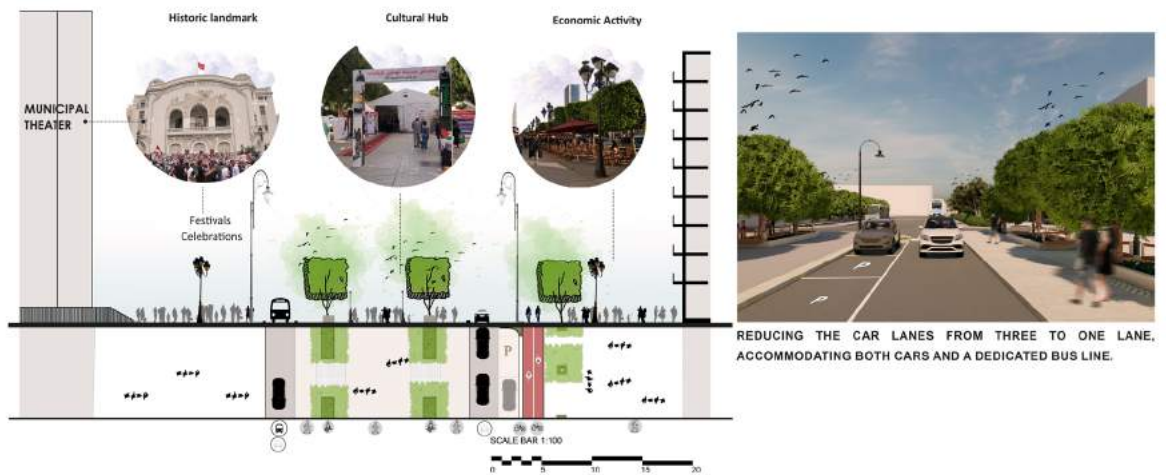 Historic landmark
Cultural Hub
Economic Activity
MUNICIPAL
THEATER
Festivals
Celebrations
P
P
P
REDUCING THE CAR LANES FROM THREE TO ONE LANE,
ACCOMMODATING BOTH CARS AND A DEDICATED BUS LINE.
SCALE BAR 1:100
0 5 10 15 20